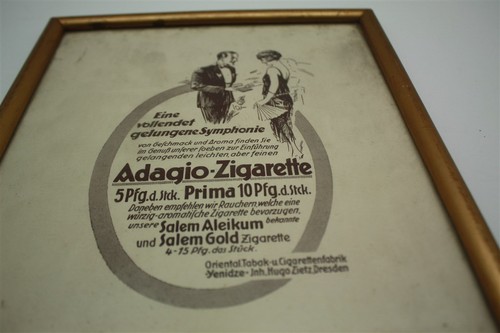 Eine
vollendet
gelungene Symphonie
von Geschmack und Aroma finden Sie
im Genuß unserer soeben zur Einführung
gelangenden leichten, aber feinen
Adagio-Zigarette
5 Pfg. d. Stck. Prima 10 Pfg. d. Stck.
Daneben empfehlen wir Rauchern, welche eine
würzig-aromatische Zigarette bevorzugen,
unsere Salem Aleikum bekannte
und Salem Gold Zigarette
4-15 Pfg. das Stück.
Oriental Tabak- u. Cigarettenfabrik
Yenidze - Inh. Hugo Zietz, Dresden